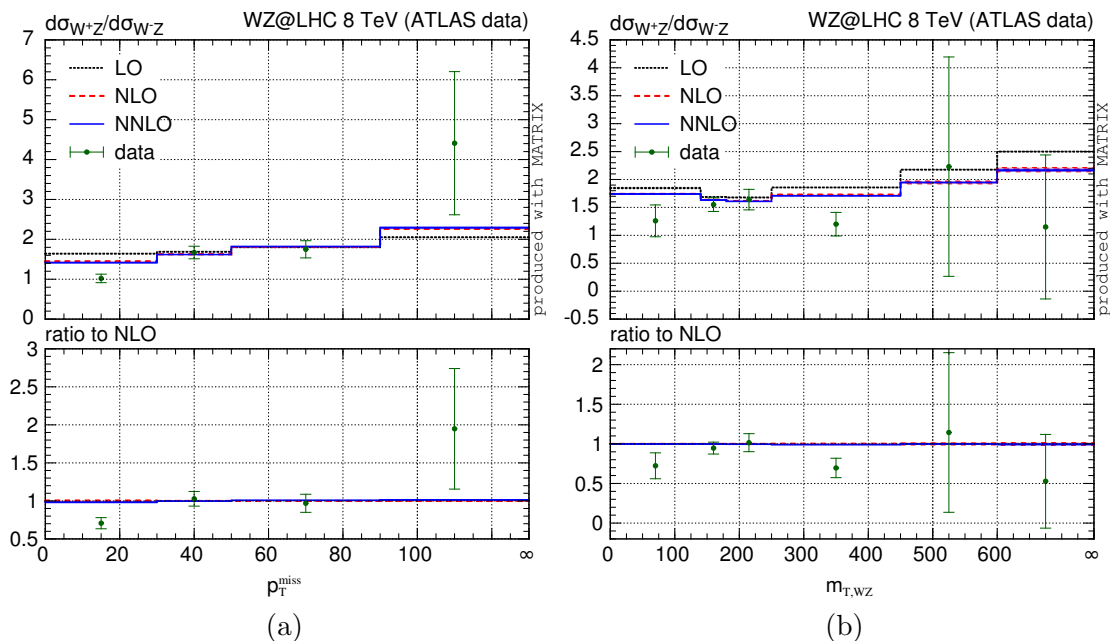 dσW+Z/dσW-Z WZ@LHC 8 TeV (ATLAS data)
7
6
5
4
3
2
1
0
LO
NLO
NNLO
data
produced with MATRIX
ratio to NLO
3
2.5
2
1.5
1
0.5
0 20 40 60 80 100 ∞
pTmiss
(a)
dσW+Z/dσW-Z WZ@LHC 8 TeV (ATLAS data)
4.5
4
3.5
3
2.5
2
1.5
1
0.5
0
-0.5
LO
NLO
NNLO
data
produced with MATRIX
ratio to NLO
2
1.5
1
0.5
0
0 100 200 300 400 500 600 ∞
mT,WZ
(b)